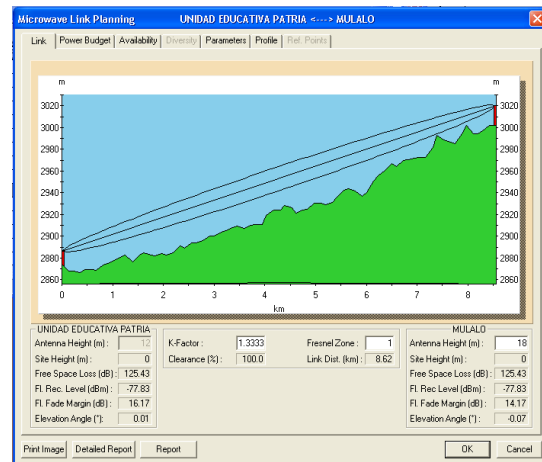 Microwave Link Planning UNIDAD EDUCATIVA PATRIA <---> MULALO
Link Power Budget Availability Diversity Parameters Profile Ref. Points
m m
3020 3020
3000 3000
2980 2980
2960 2960
2940 2940
2920 2920
2900 2900
2880 2880
2860 2860
0 1 2 3 4 5 6 7 8
km
UNIDAD EDUCATIVA PATRIA
Antenna Height (m) : 12
Site Height (m) : 0
Free Space Loss (dB) : 125.43
Fl. Rec. Level (dBm) : -77.83
Fl. Fade Margin (dB) : 16.17
Elevation Angle (°): 0.01
K-Factor : 1.3333 Fresnel Zone : 1
Clearance (%) : 100.0 Link Dist. (km) : 8.62
MULALO
Antenna Height (m) : 18
Site Height (m) : 0
Free Space Loss (dB) : 125.43
Fl. Rec. Level (dBm) : -77.83
Fl. Fade Margin (dB) : 14.17
Elevation Angle (°): -0.07
Print Image Detailed Report Report OK Cancel